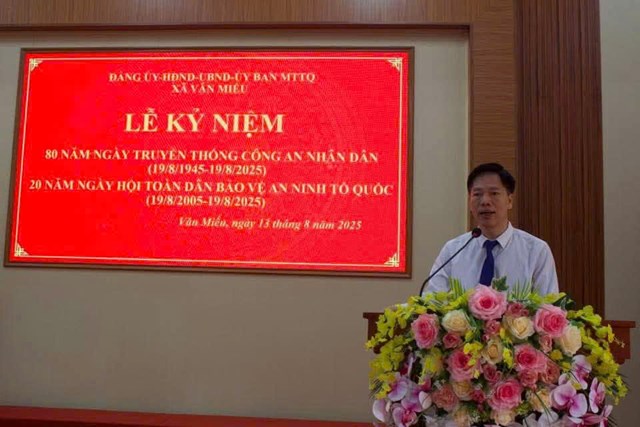 ĐẢNG ỦY-HĐND-UBND-ỦY BAN MTTQ
XÃ VĂN MIẾU
LỄ KỶ NIỆM
80 NĂM NGÀY TRUYỀN THỐNG CÔNG AN NHÂN DÂN
(19/8/1945-19/8/2025)
20 NĂM NGÀY HỘI TOÀN DÂN BẢO VỆ AN NINH TỔ QUỐC
(19/8/2005-19/8/2025)
Văn Miếu, ngày 13 tháng 8 năm 2025